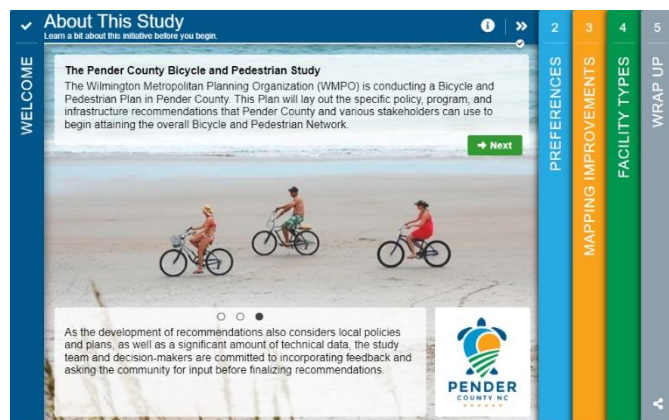 About This Study
Learn a bit about this initiative before you begin.
WELCOME
The Pender County Bicycle and Pedestrian Study
The Wilmington Metropolitan Planning Organization (WMPO) is conducting a Bicycle and
Pedestrian Plan in Pender County. This Plan will lay out the specific policy, program, and
infrastructure recommendations that Pender County and various stakeholders can use to
begin attaining the overall Bicycle and Pedestrian Network.
Next
As the development of recommendations also considers local policies
and plans, as well as a significant amount of technical data, the study
team and decision-makers are committed to incorporating feedback and
asking the community for input before finalizing recommendations.
PENDER
COUNTY NC
2
PREFERENCES
3
MAPPING IMPROVEMENTS
4
FACILITY TYPES
5
WRAP UP